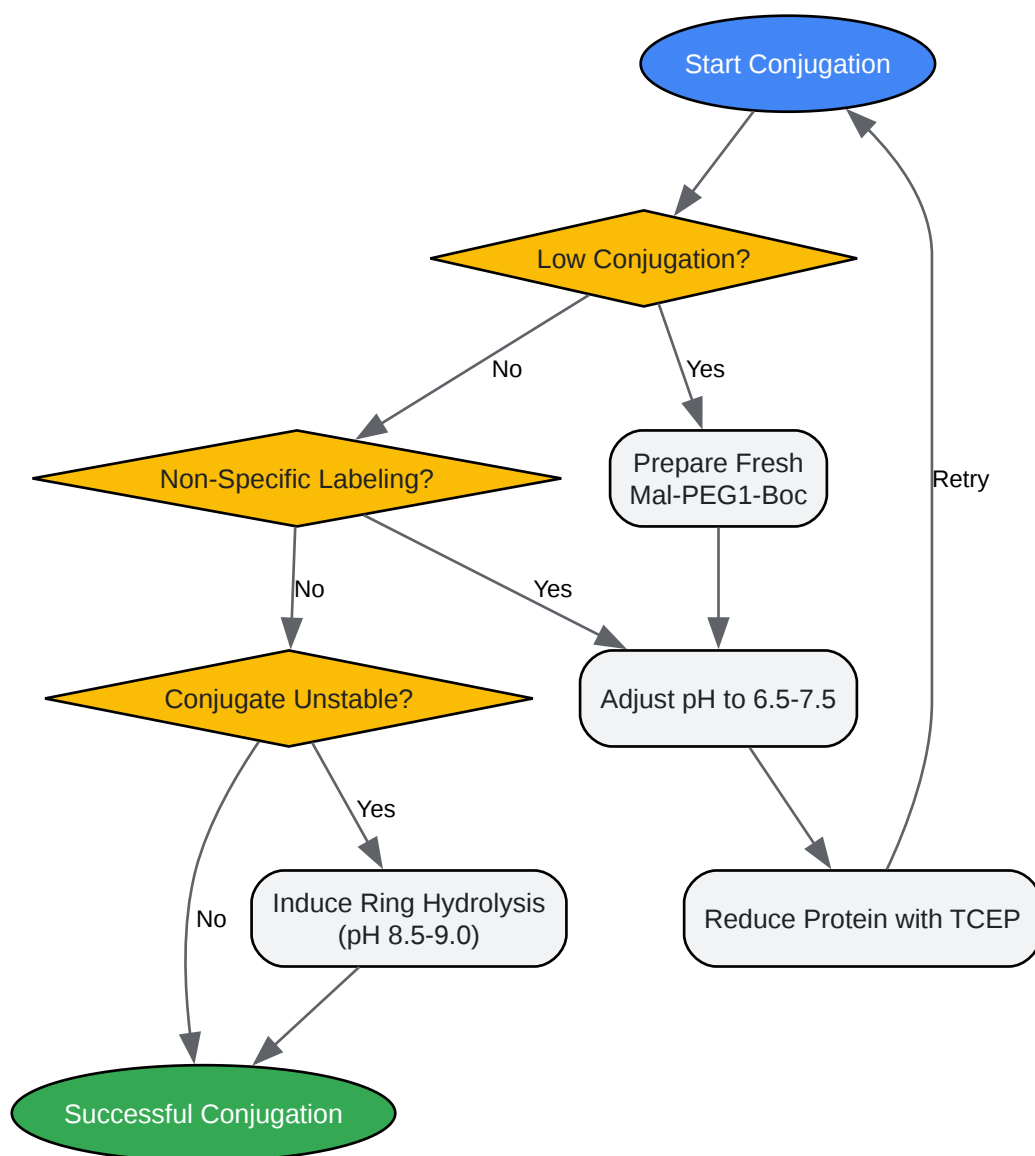 Start Conjugation
Low Conjugation?
No
Yes
Non-Specific Labeling?
Prepare Fresh
Mal-PEG1-Boc
Retry
No
Yes
Conjugate Unstable?
Adjust pH to 6.5-7.5
Yes
No
Induce Ring Hydrolysis
(pH 8.5-9.0)
Reduce Protein with TCEP
Successful Conjugation